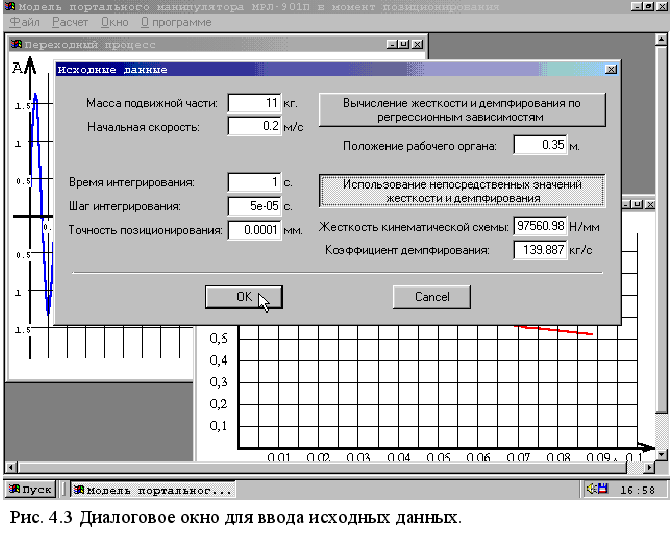 Модель портального манипулятора МРЛ-901П в момент позиционирования
Файл Расчет Окно О программе
Переходный процесс
A
Исходные данные
Масса подвижной части: 11 кг.
Начальная скорость: 0.2 м/с
Вычисление жесткости и демпфирования по
регрессионным зависимостям
Положение рабочего органа: 0.35 м.
Время интегрирования: 1 с.
Шаг интегрирования: 5e-05 с.
Точность позиционирования: 0.0001 мм.
Использование непосредственных значений
жесткости и демпфирования
Жесткость кинематической схемы: 97560.98 Н/мм
Коэффициент демпфирования: 139.887 кг/с
OK
Cancel
.1.5
.1
0.5
0.5
.1
.1.5
0,5
0,4
0,3
0,2
0,1
0.01 0.02 0.03 0.04 0.05 0.06 0.07 0.08 0.09 0.1
Пуск
Модель портальног...
16:58
Рис. 4.3 Диалоговое окно для ввода исходных данных.